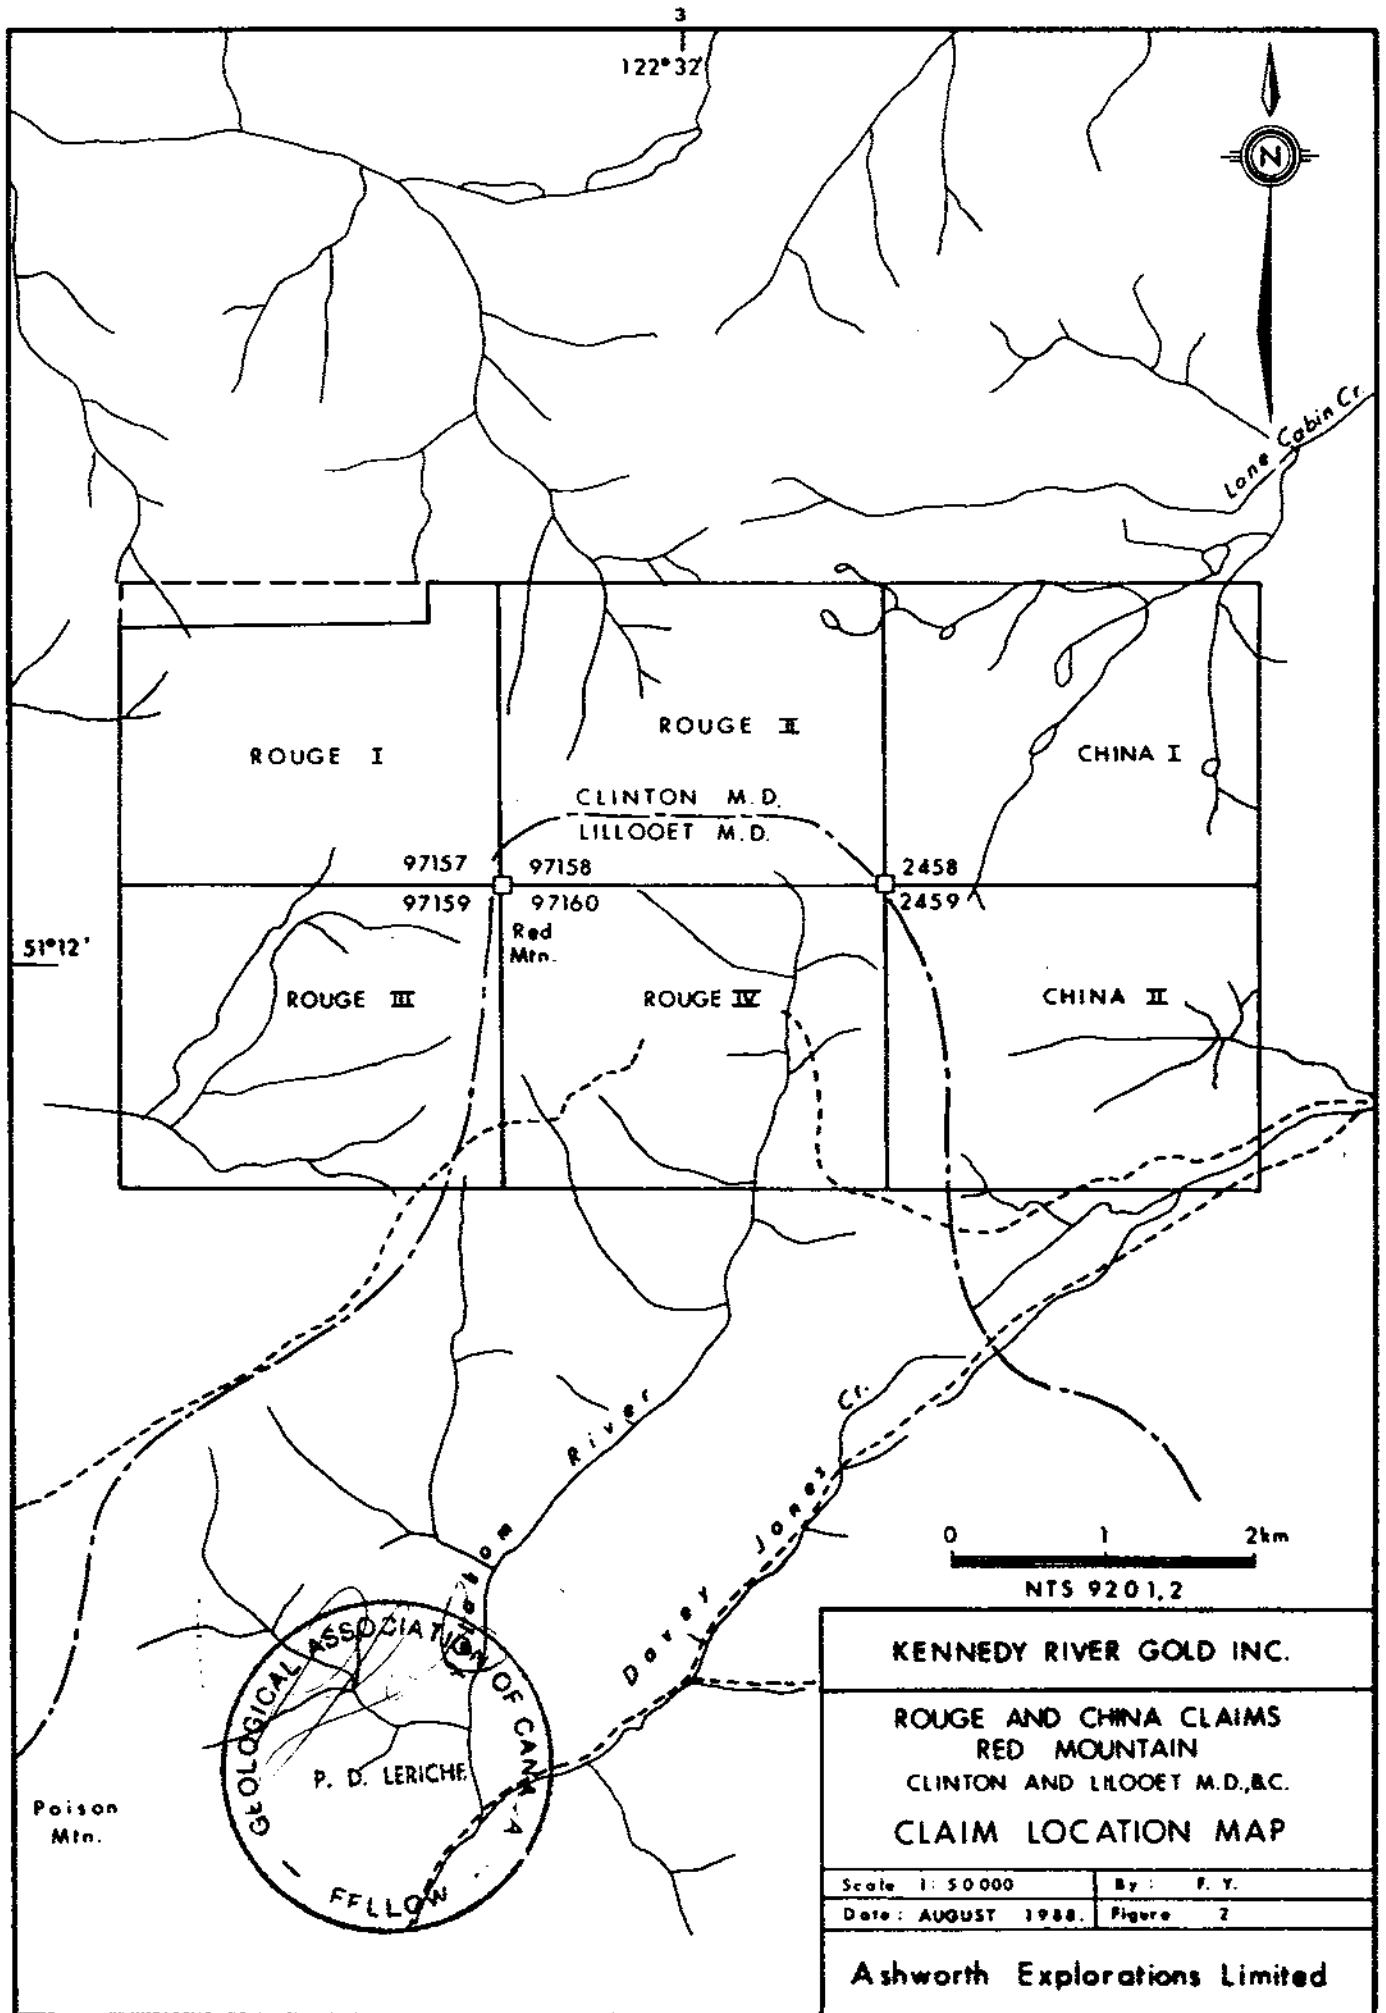 3
122°32'
N
Lone Cabin Cr.
ROUGE I
ROUGE II
CHINA I
CLINTON M.D.
LILLOOET M.D.
97157
97158
2458
97159
97160
2459
Red
Mtn.
51°12'
ROUGE III
ROUGE IV
CHINA II
River
Cr.
Davey Jones
0 1 2km
NTS 920 1,2
GEOLOGICAL ASSOCIATION OF CANADA
P. D. LERICHE
FELLOW
Poison
Mtn.
KENNEDY RIVER GOLD INC.
ROUGE AND CHINA CLAIMS
RED MOUNTAIN
CLINTON AND LILOOET M.D.,B.C.
CLAIM LOCATION MAP
Scale 1:50000
By: F. Y.
Date: AUGUST 1988.
Figure 2
Ashworth Explorations Limited